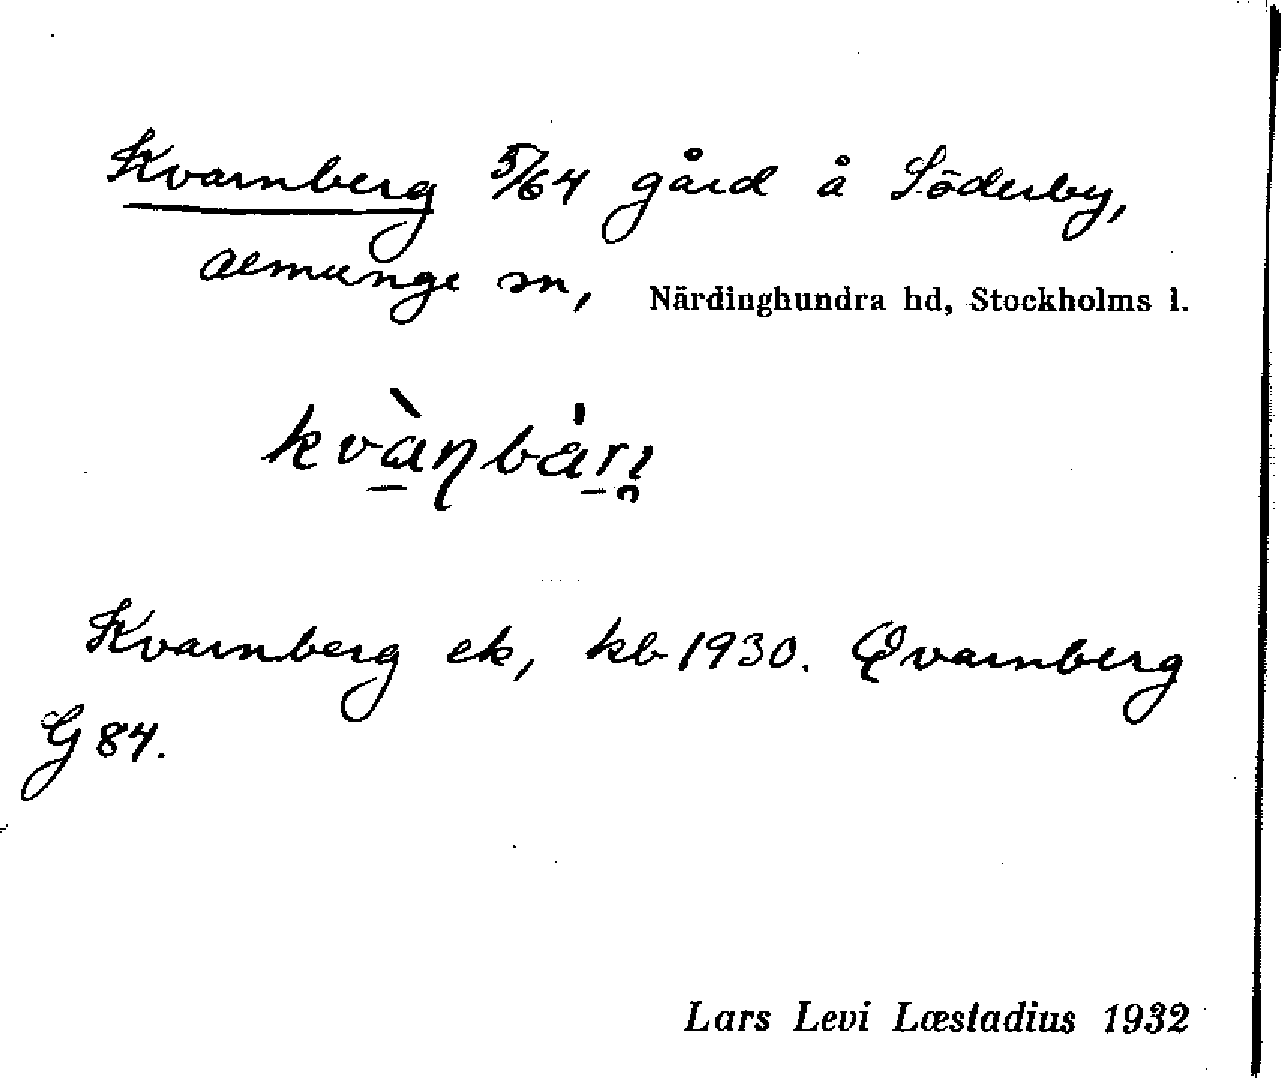 Kvarnberg 5/64 gård å Söderby,
Almunge sn, Närdinghundra hd, Stockholms l.
Kvarnberg ek, kb 1930. Qvarnberg
G 84.
Lars Levi Læstadius 1932